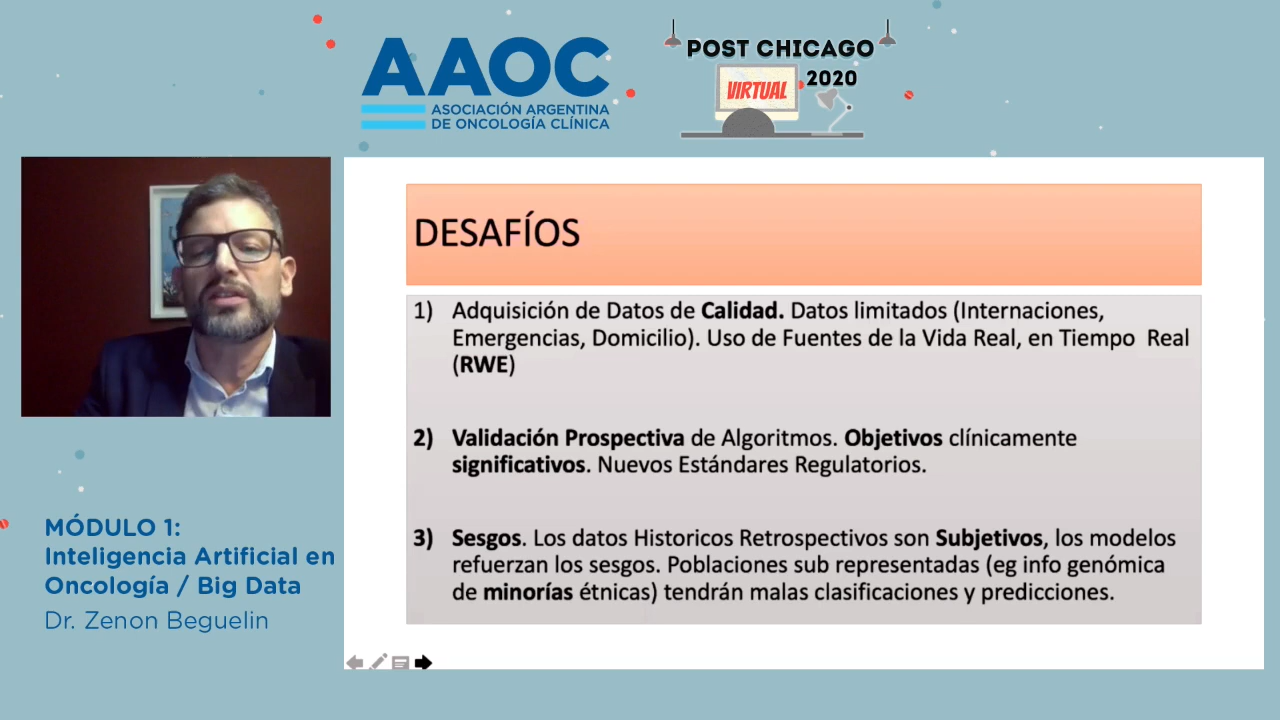 AAOC
ASOCIACIÓN ARGENTINA
DE ONCOLOGÍA CLÍNICA
POST CHICAGO
2020
VIRTUAL
DESAFÍOS
1) Adquisición de Datos de Calidad. Datos limitados (Internaciones,
Emergencias, Domicilio). Uso de Fuentes de la Vida Real, en Tiempo Real
(RWE)
2) Validación Prospectiva de Algoritmos. Objetivos clínicamente
significativos. Nuevos Estándares Regulatorios.
3) Sesgos. Los datos Historicos Retrospectivos son Subjetivos, los modelos
refuerzan los sesgos. Poblaciones sub representadas (eg info genómica
de minorías étnicas) tendrán malas clasificaciones y predicciones.
MÓDULO 1:
Inteligencia Artificial en
Oncología / Big Data
Dr. Zenon Beguelin